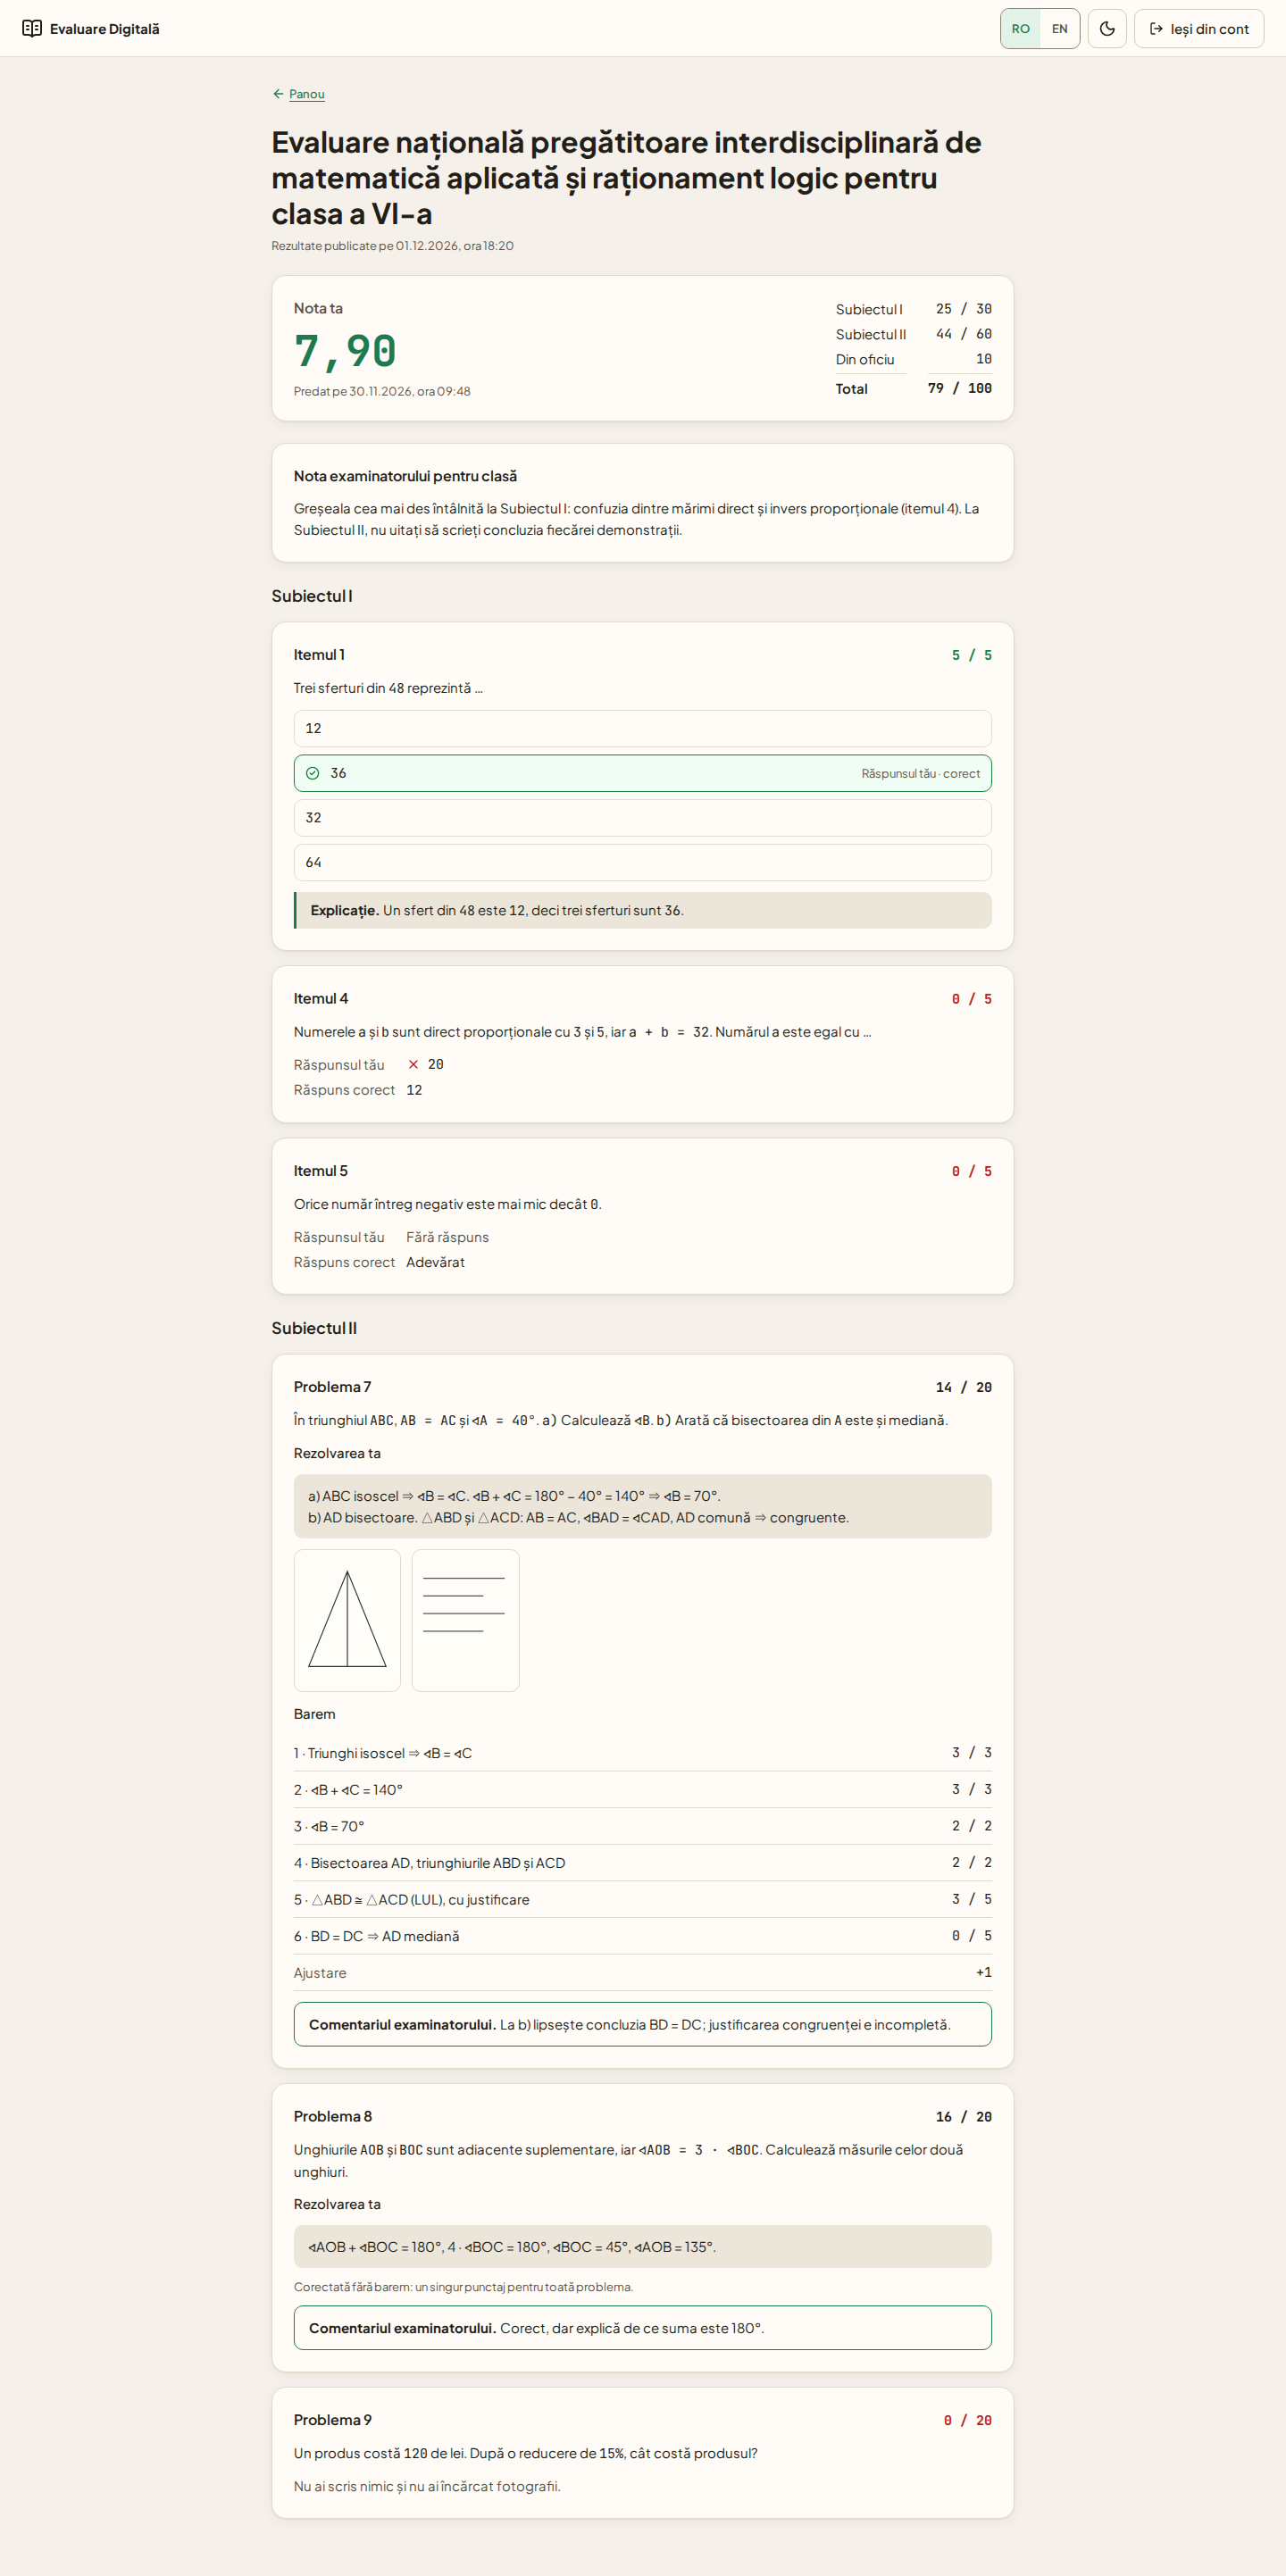 Evaluare Digitală
RO EN
Ieși din cont
Panou
Evaluare națională pregătitoare interdisciplinară de
matematică aplicată și raționament logic pentru
clasa a VI-a
Rezultate publicate pe 01.12.2026, ora 18:20
Nota ta
7,90
Predat pe 30.11.2026, ora 09:48
Subiectul I 25 / 30
Subiectul II 44 / 60
Din oficiu 10
Total 79 / 100
Nota examinatorului pentru clasă
Greșeala cea mai des întâlnită la Subiectul I: confuzia dintre mărimi direct și invers proporționale (itemul 4). La
Subiectul II, nu uitați să scrieți concluzia fiecărei demonstrații.
Subiectul I
Itemul 1 5 / 5
Trei sferturi din 48 reprezintă …
12
36 Răspunsul tău · corect
32
64
Explicație. Un sfert din 48 este 12, deci trei sferturi sunt 36.
Itemul 4 0 / 5
Numerele a și b sunt direct proporționale cu 3 și 5, iar a + b = 32. Numărul a este egal cu …
Răspunsul tău 20
Răspuns corect 12
Itemul 5 0 / 5
Orice număr întreg negativ este mai mic decât 0.
Răspunsul tău Fără răspuns
Răspuns corect Adevărat
Subiectul II
Problema 7 14 / 20
În triunghiul ABC, AB = AC și ∢A = 40°. a) Calculează ∢B. b) Arată că bisectoarea din A este și mediană.
Rezolvarea ta
a) ABC isoscel ⇒ ∢B = ∢C. ∢B + ∢C = 180° − 40° = 140° ⇒ ∢B = 70°.
b) AD bisectoare. △ABD și △ACD: AB = AC, ∢BAD = ∢CAD, AD comună ⇒ congruente.
Barem
1 · Triunghi isoscel ⇒ ∢B = ∢C 3 / 3
2 · ∢B + ∢C = 140° 3 / 3
3 · ∢B = 70° 2 / 2
4 · Bisectoarea AD, triunghiurile ABD și ACD 2 / 2
5 · △ABD ≅ △ACD (LUL), cu justificare 3 / 5
6 · BD = DC ⇒ AD mediană 0 / 5
Ajustare +1
Comentariul examinatorului. La b) lipsește concluzia BD = DC; justificarea congruenței e incompletă.
Problema 8 16 / 20
Unghiurile AOB și BOC sunt adiacente suplementare, iar ∢AOB = 3 · ∢BOC. Calculează măsurile celor două
unghiuri.
Rezolvarea ta
∢AOB + ∢BOC = 180°, 4 · ∢BOC = 180°, ∢BOC = 45°, ∢AOB = 135°.
Corectată fără barem: un singur punctaj pentru toată problema.
Comentariul examinatorului. Corect, dar explică de ce suma este 180°.
Problema 9 0 / 20
Un produs costă 120 de lei. După o reducere de 15%, cât costă produsul?
Nu ai scris nimic și nu ai încărcat fotografii.